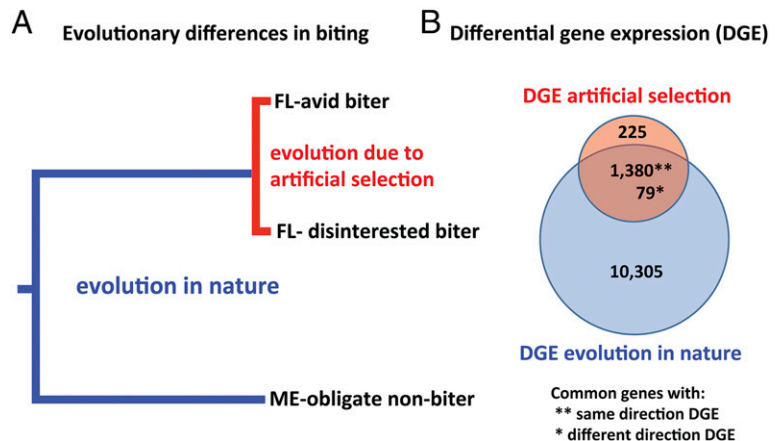 A Evolutionary differences in biting
FL-avid biter
evolution due to
artificial selection
FL- disinterested biter
evolution in nature
ME-obligate non-biter
B Differential gene expression (DGE)
DGE artificial selection
225
1,380**
79*
10,305
DGE evolution in nature
Common genes with:
** same direction DGE
* different direction DGE